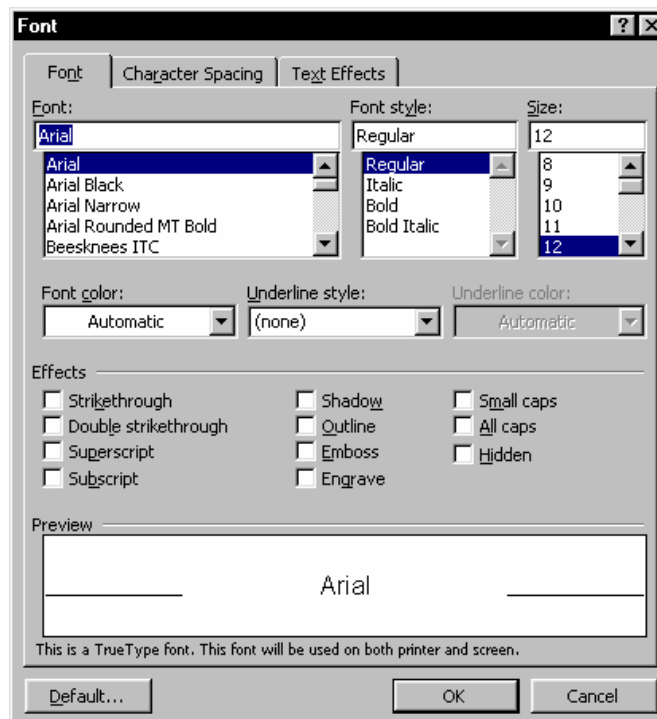 Font
Font Character Spacing Text Effects
Font: Font style: Size:
Arial Regular 12
Arial Regular 8
Arial Black Italic 9
Arial Narrow Bold 10
Arial Rounded MT Bold Bold Italic 11
Beesknees ITC 12
Font color: Underline style: Underline color:
Automatic (none) Automatic
Effects
Strikethrough Shadow Small caps
Double strikethrough Outline All caps
Superscript Emboss Hidden
Subscript Engrave
Preview
Arial
This is a TrueType font. This font will be used on both printer and screen.
Default... OK Cancel